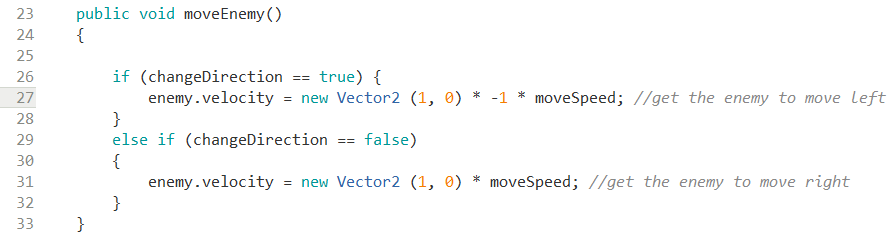 23 public void moveEnemy()
24 {
25
26 if (changeDirection == true) {
27 enemy.velocity = new Vector2 (1, 0) * -1 * moveSpeed; //get the enemy to move left
28 }
29 else if (changeDirection == false)
30 {
31 enemy.velocity = new Vector2 (1, 0) * moveSpeed; //get the enemy to move right
32 }
33 }